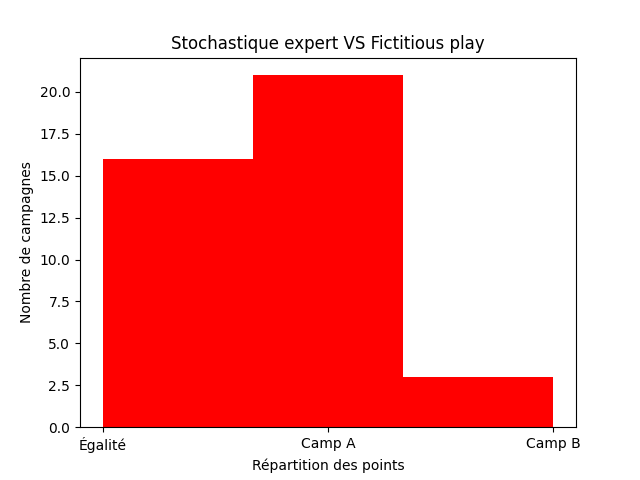 Stochastique expert VS Fictitious play
Nombre de campagnes
20.0
17.5
15.0
12.5
10.0
7.5
5.0
2.5
0.0
Égalité
Camp A
Camp B
Répartition des points